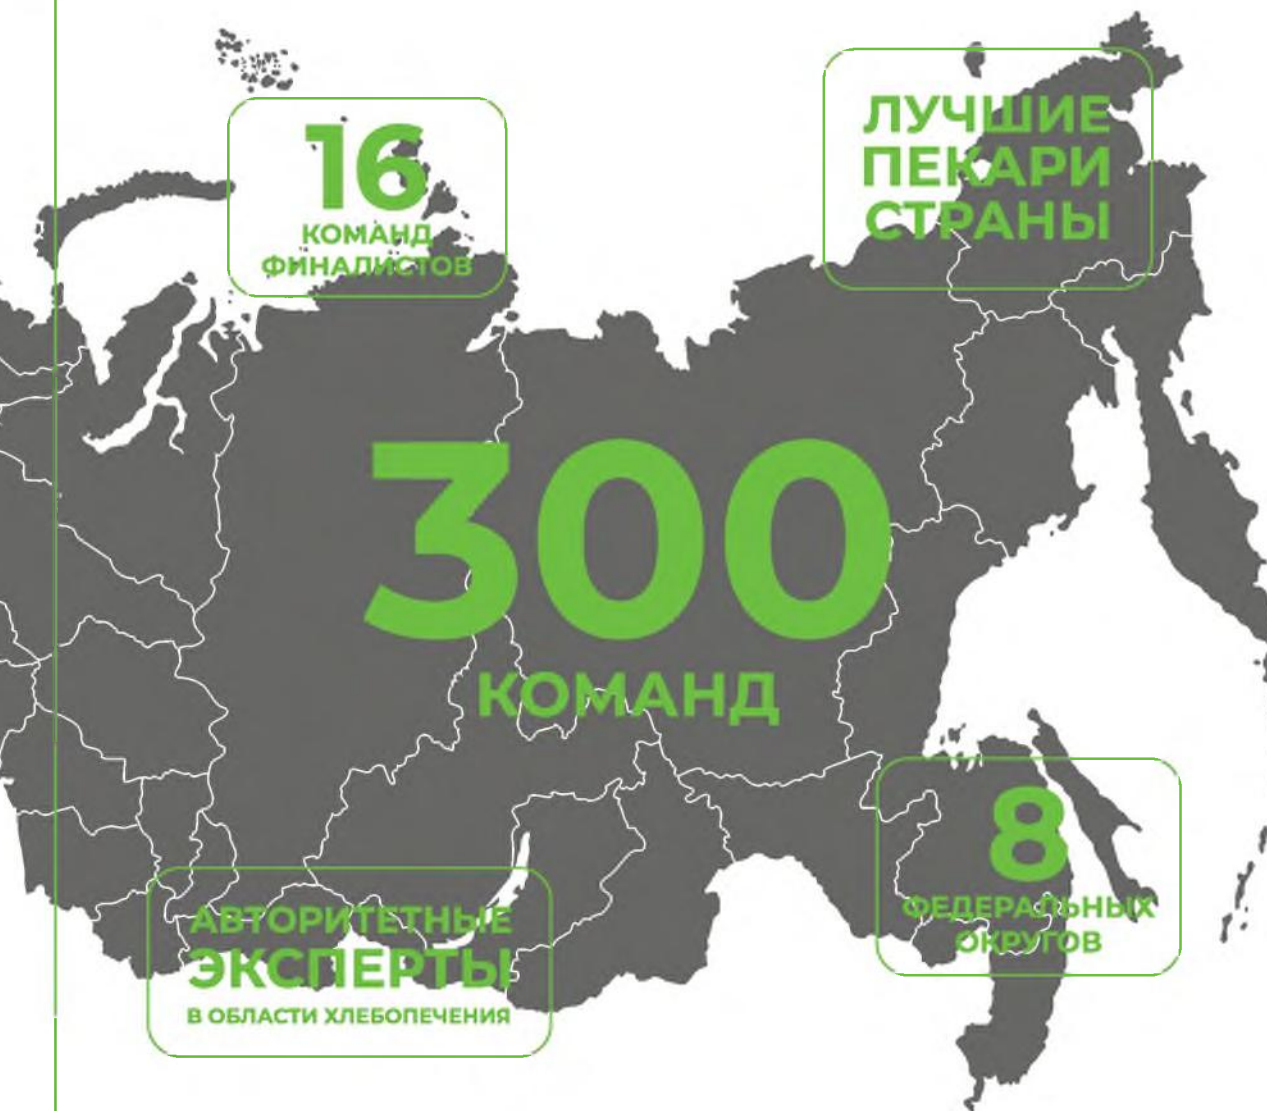 16
КОМАНД
ФИНАЛИСТОВ
ЛУЧШИЕ
ПЕКАРИ
СТРАНЫ
300
КОМАНД
8
ФЕДЕРАЛЬНЫХ
ОКРУГОВ
АВТОРИТЕТНЫЕ
ЭКСПЕРТЫ
В ОБЛАСТИ ХЛЕБОПЕЧЕНИЯ